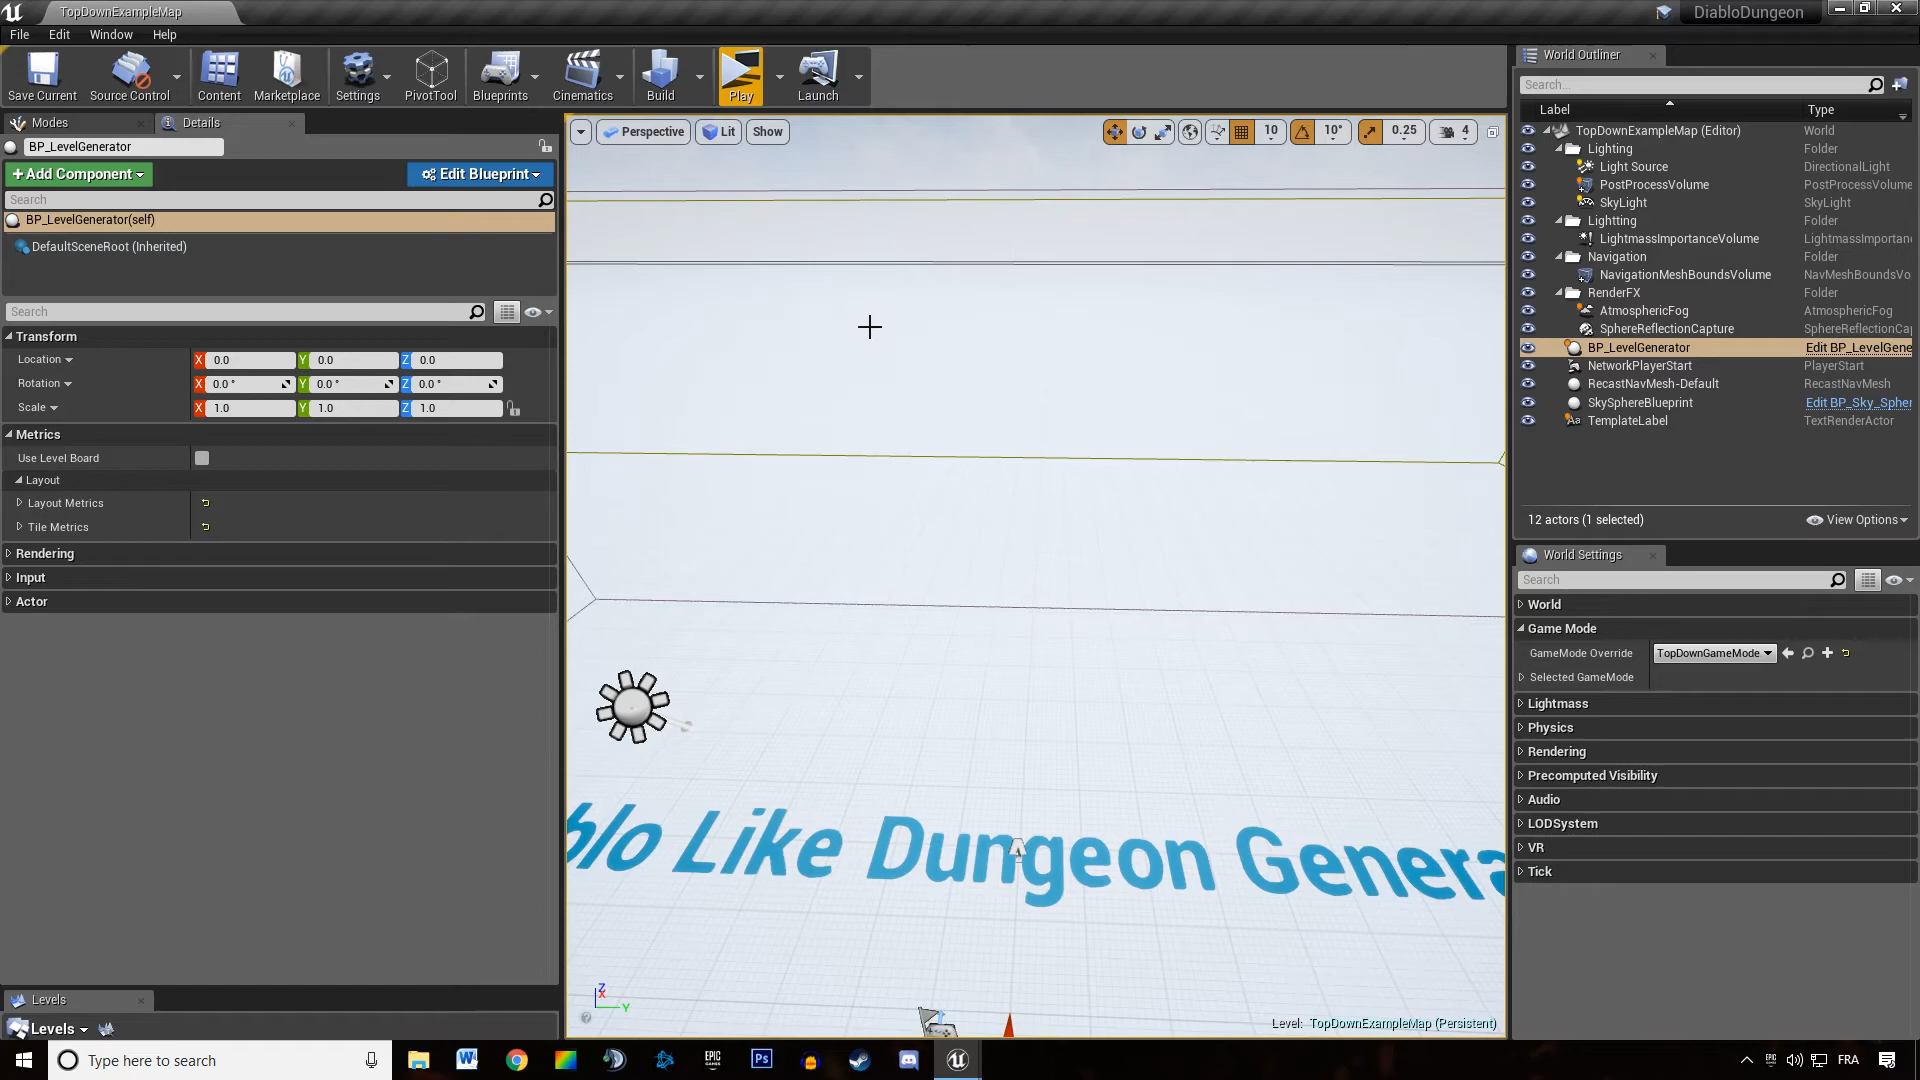 TopDownExampleMap
DiabloDungeon
File Edit Window Help
Save Current
Source Control
Content
Marketplace
Settings
PivotTool
Blueprints
Cinematics
Build
Play
Launch
Modes
Details
BP_LevelGenerator
+Add Component
Edit Blueprint
Search
BP_LevelGenerator(self)
DefaultSceneRoot (Inherited)
Search
Transform
Location X 0.0 Y 0.0 Z 0.0
Rotation X 0.0 ° Y 0.0 ° Z 0.0 °
Scale X 1.0 Y 1.0 Z 1.0
Metrics
Use Level Board
Layout
Layout Metrics
Tile Metrics
Rendering
Input
Actor
Levels
Levels
Perspective Lit Show
10 10° 0.25 4
blo Like Dungeon Genera
Z
X
Y
Level: TopDownExampleMap (Persistent)
World Outliner
Search...
Label Type
TopDownExampleMap (Editor) World
Lighting Folder
Light Source DirectionalLight
PostProcessVolume PostProcessVolume
SkyLight SkyLight
Lightting Folder
LightmassImportanceVolume LightmassImportan
Navigation Folder
NavigationMeshBoundsVolume NavMeshBoundsVo
RenderFX Folder
AtmosphericFog AtmosphericFog
SphereReflectionCapture SphereReflectionCap
BP_LevelGenerator Edit BP_LevelGene
NetworkPlayerStart PlayerStart
RecastNavMesh-Default RecastNavMesh
SkySphereBlueprint Edit BP_Sky_Spher
TemplateLabel TextRenderActor
12 actors (1 selected)
View Options
World Settings
Search
World
Game Mode
GameMode Override TopDownGameMode
Selected GameMode
Lightmass
Physics
Rendering
Precomputed Visibility
Audio
LODSystem
VR
Tick
Type here to search
EPIC GAMES
Ps
FRA